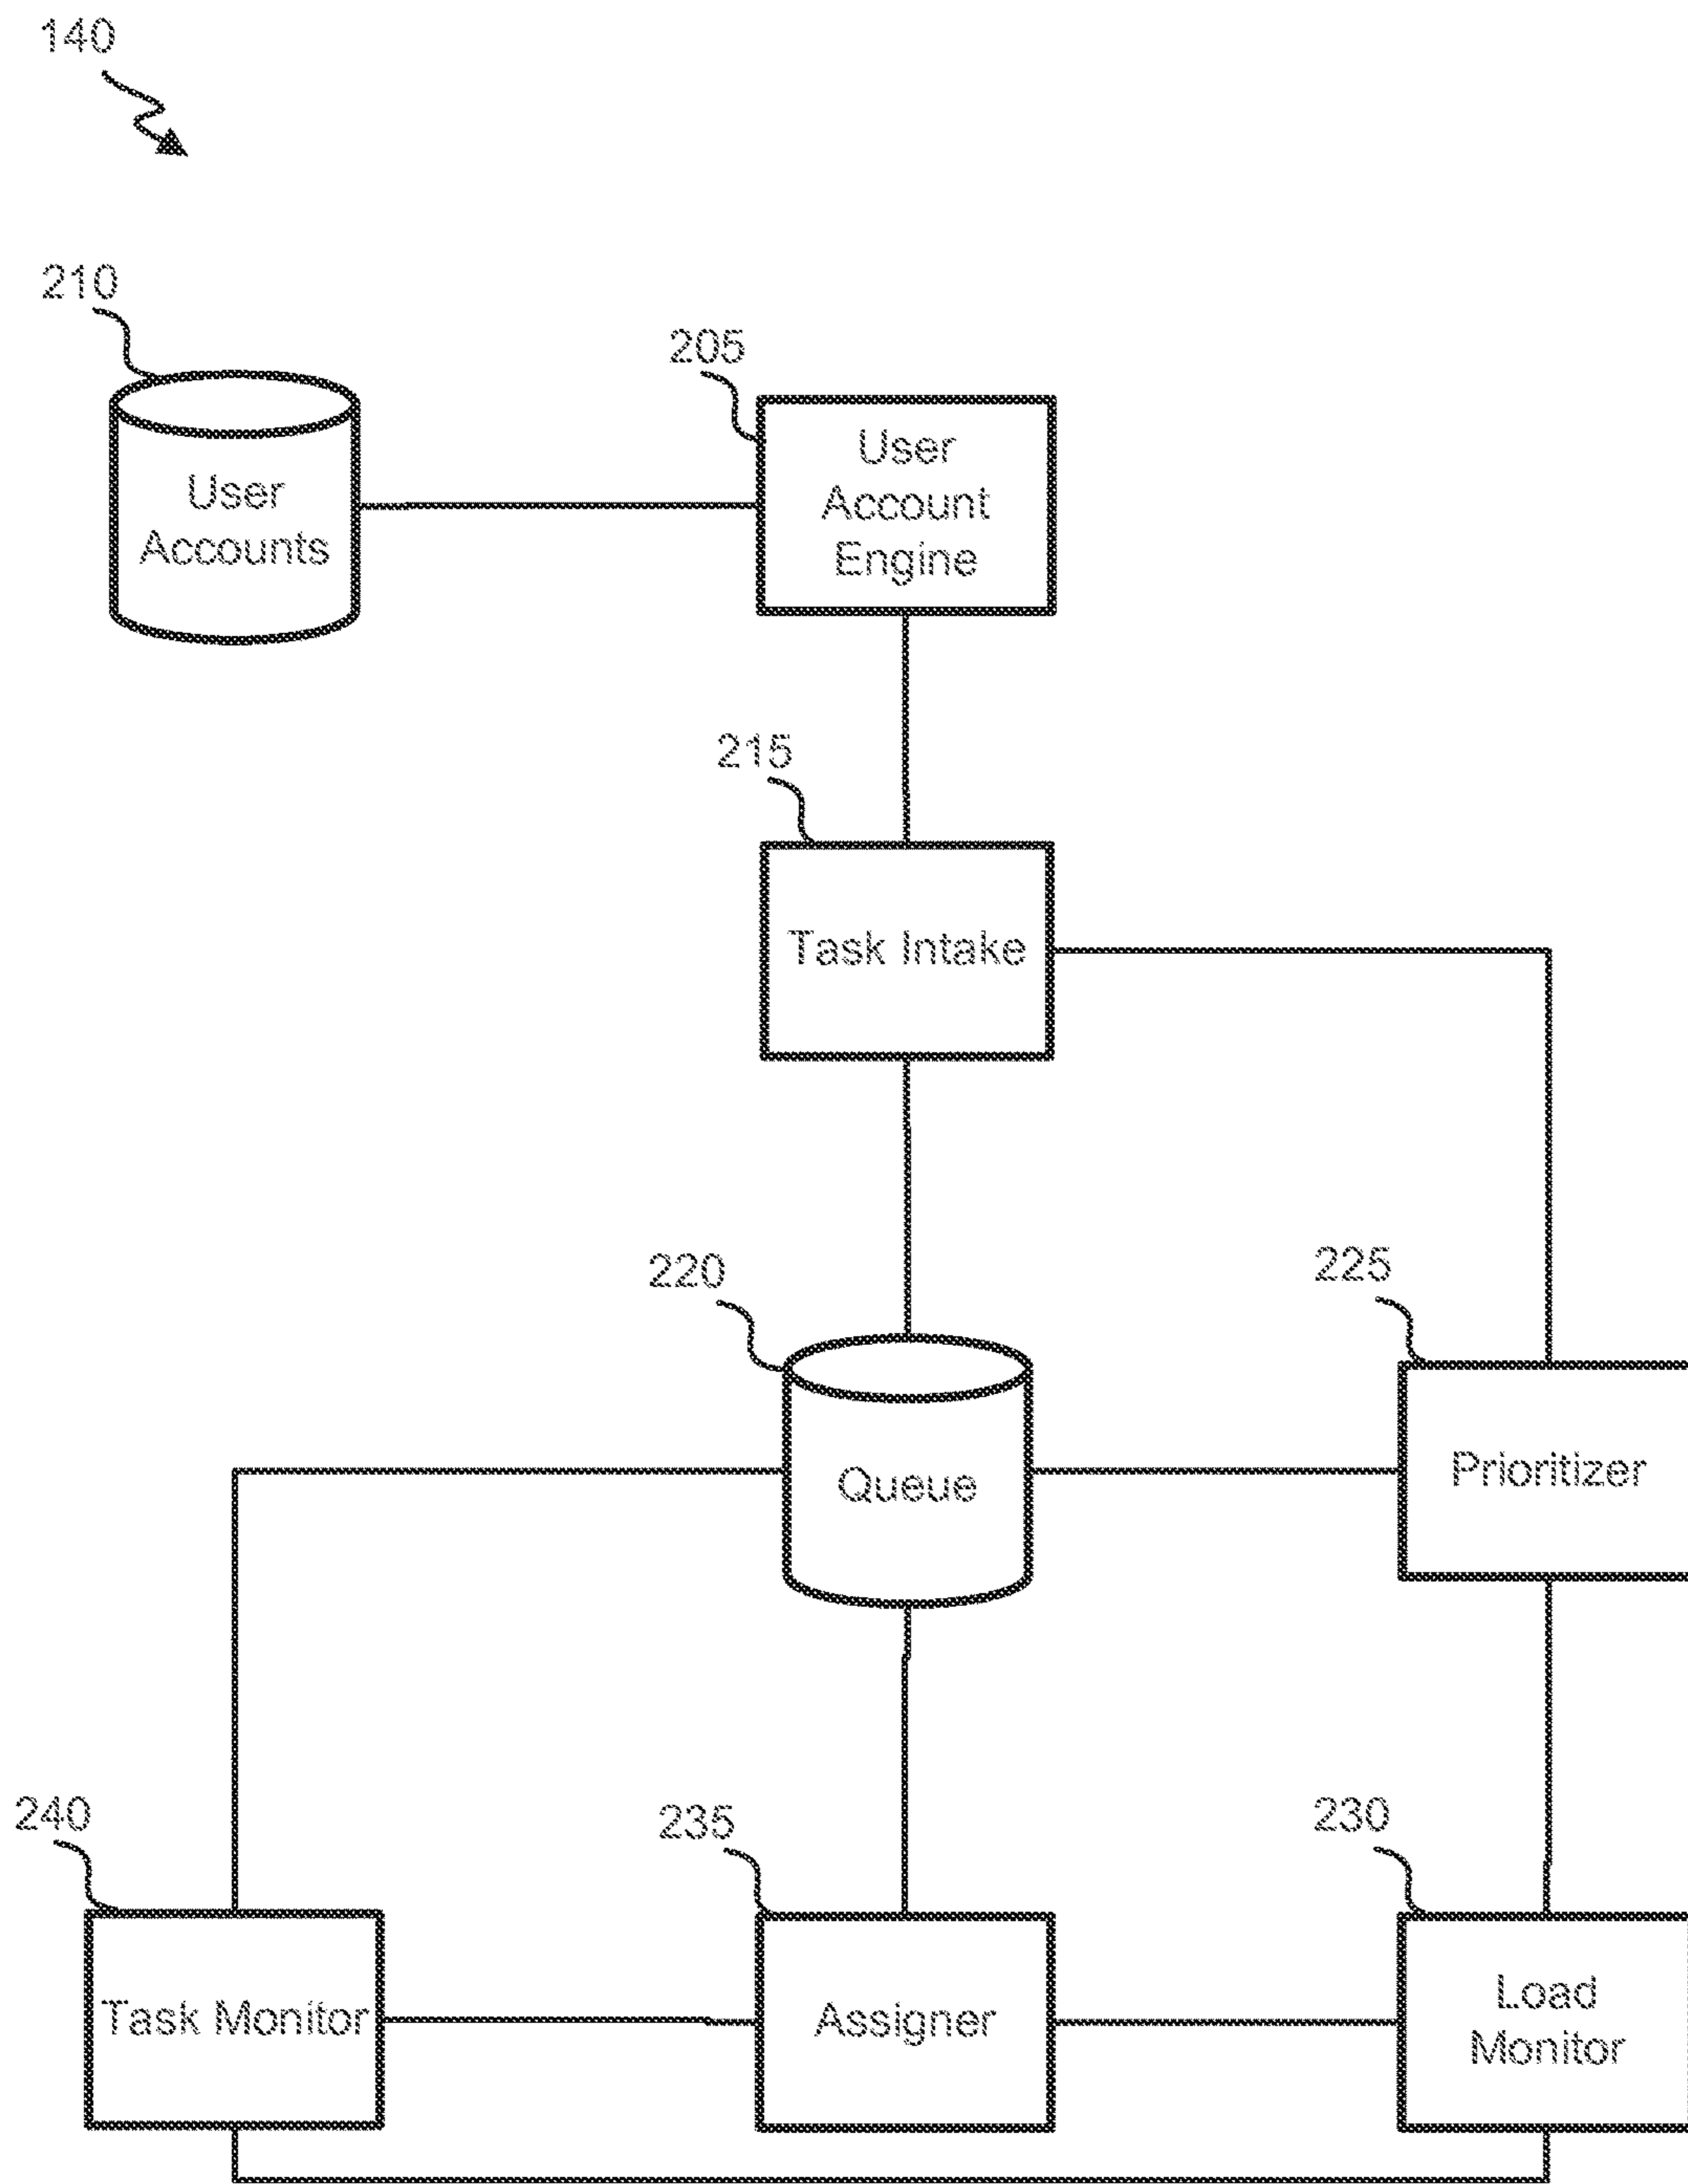 140
210
205
User
Accounts
User
Account
Engine
215
Task Intake
220
225
Queue
Prioritizer
240
235
230
Task Monitor
Assigner
Load
Monitor